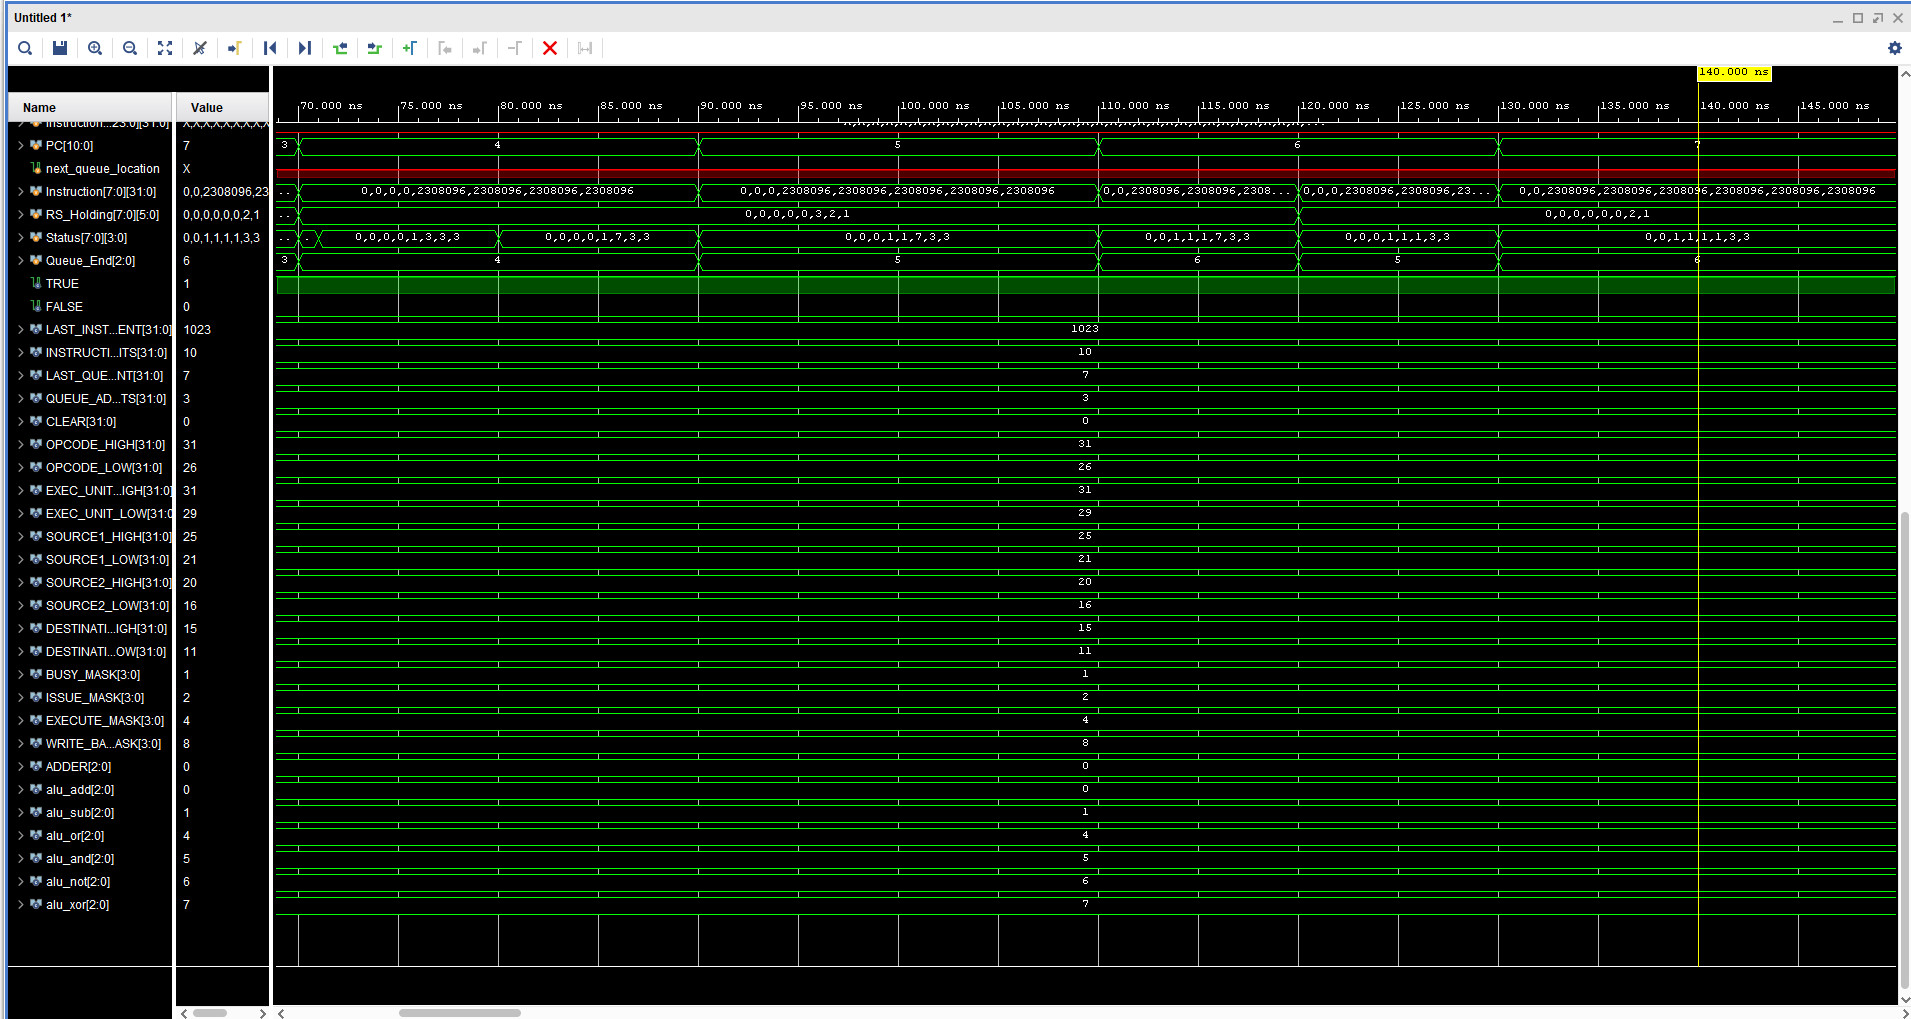 Untitled 1*
140.000 ns
Name Value 70.000 ns 75.000 ns 80.000 ns 85.000 ns 90.000 ns 95.000 ns 100.000 ns 105.000 ns 110.000 ns 115.000 ns 120.000 ns 125.000 ns 130.000 ns 135.000 ns 140.000 ns 145.000 ns
PC[10:0] 7 3 4 5 6 7
next_queue_location X
Instruction[7:0][31:0] 0,0,2308096,23 .. 0,0,0,0,0,2308096,2308096,2308096 0,0,0,2308096,2308096,2308096,2308096 0,0,2308096,2308096,2308... 0,0,0,2308096,2308096,23... 0,0,2308096,2308096,2308096,2308096,2308096
RS_Holding[7:0][5:0] 0,0,0,0,0,0,2,1 .. 0,0,0,0,0,3,2,1 0,0,0,0,0,0,2,1
Status[7:0][3:0] 0,0,1,1,1,1,3,3 .. . 0,0,0,0,1,3,3,3 0,0,0,0,1,7,3,3 0,0,0,1,1,7,3,3 0,0,1,1,1,7,3,3 0,0,0,1,1,1,3,3 0,0,1,1,1,1,3,3
Queue_End[2:0] 6 3 4 5 6 5 6
TRUE 1
FALSE 0
LAST_INST...ENT[31:0] 1023 1023
INSTRUCTI...ITS[31:0] 10 10
LAST_QUE...NT[31:0] 7 7
QUEUE_AD...TS[31:0] 3 3
CLEAR[31:0] 0 0
OPCODE_HIGH[31:0] 31 31
OPCODE_LOW[31:0] 26 26
EXEC_UNIT...IGH[31:0] 31 31
EXEC_UNIT_LOW[31:0 29 29
SOURCE1_HIGH[31:0] 25 25
SOURCE1_LOW[31:0] 21 21
SOURCE2_HIGH[31:0] 20 20
SOURCE2_LOW[31:0] 16 16
DESTINATI...IGH[31:0] 15 15
DESTINATI...OW[31:0] 11 11
BUSY_MASK[3:0] 1 1
ISSUE_MASK[3:0] 2 2
EXECUTE_MASK[3:0] 4 4
WRITE_BA...ASK[3:0] 8 8
ADDER[2:0] 0 0
alu_add[2:0] 0 0
alu_sub[2:0] 1 1
alu_or[2:0] 4 4
alu_and[2:0] 5 5
alu_not[2:0] 6 6
alu_xor[2:0] 7 7